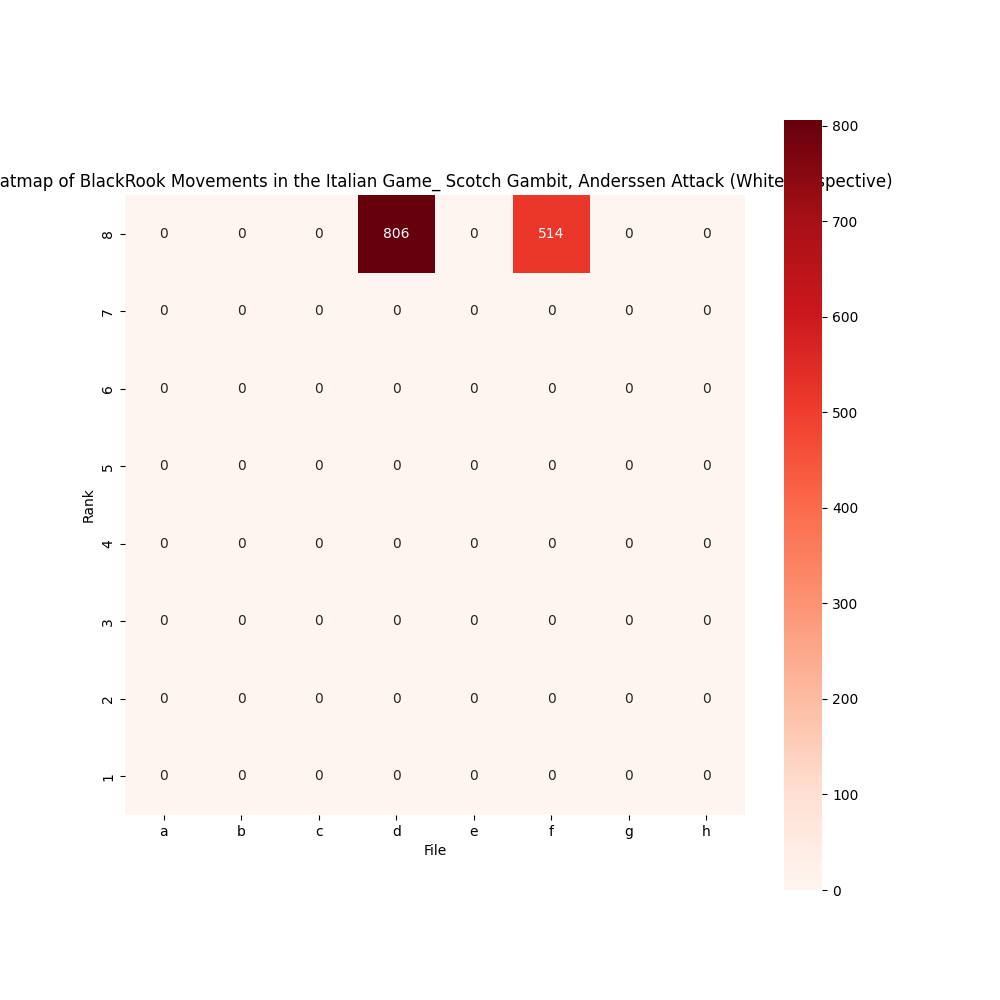 800
atmap of BlackRook Movements in the Italian Game_ Scotch Gambit, Anderssen Attack (White spective)
8 0 0 0 806 0 514 0 0
700
7 0 0 0 0 0 0 0 0
600
6 0 0 0 0 0 0 0 0
5 0 0 0 0 0 0 0 0
500
Rank
4 0 0 0 0 0 0 0 0
400
3 0 0 0 0 0 0 0 0
300
2 0 0 0 0 0 0 0 0
200
1 0 0 0 0 0 0 0 0
100
a b c d e f g h
File
0